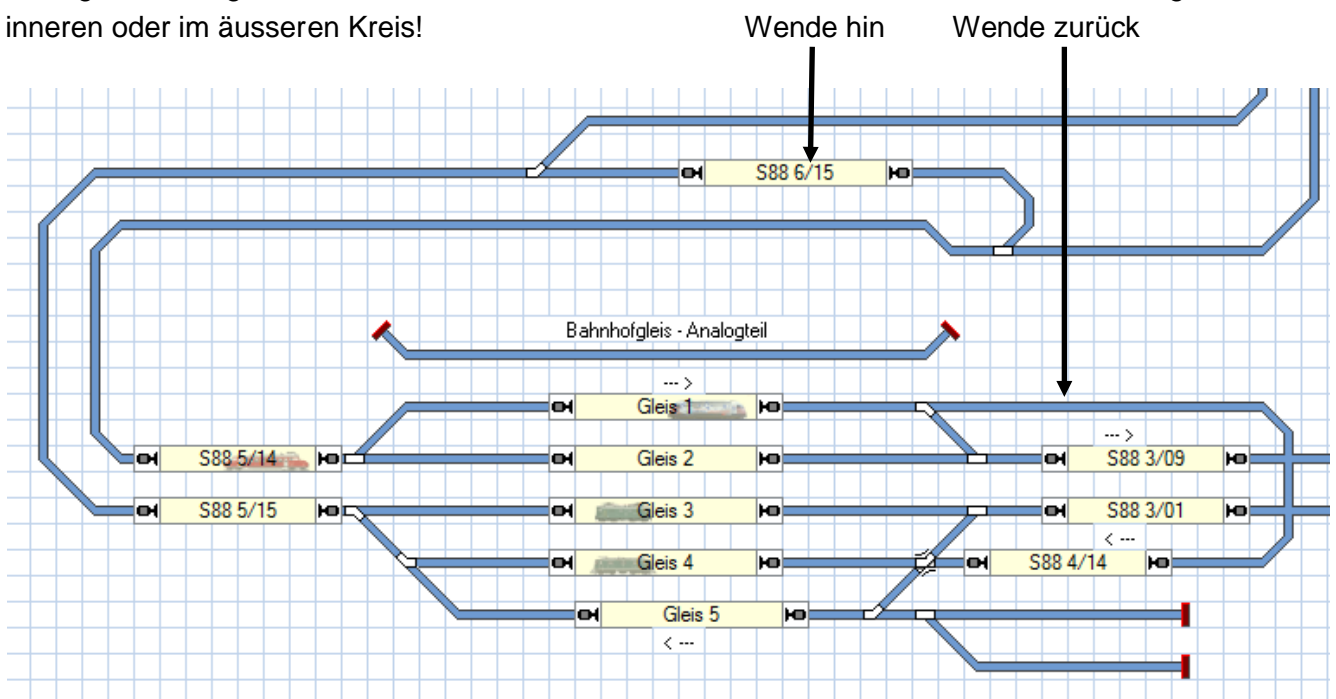 inneren oder im äusseren Kreis! Wende hin Wende zurück
S88 6/15
Bahnhofgleis - Analogteil
--- >
Gleis 1
--- >
S88 5/14 Gleis 2 S88 3/09
S88 5/15 Gleis 3 S88 3/01
< ---
Gleis 4 S88 4/14
Gleis 5
< ---